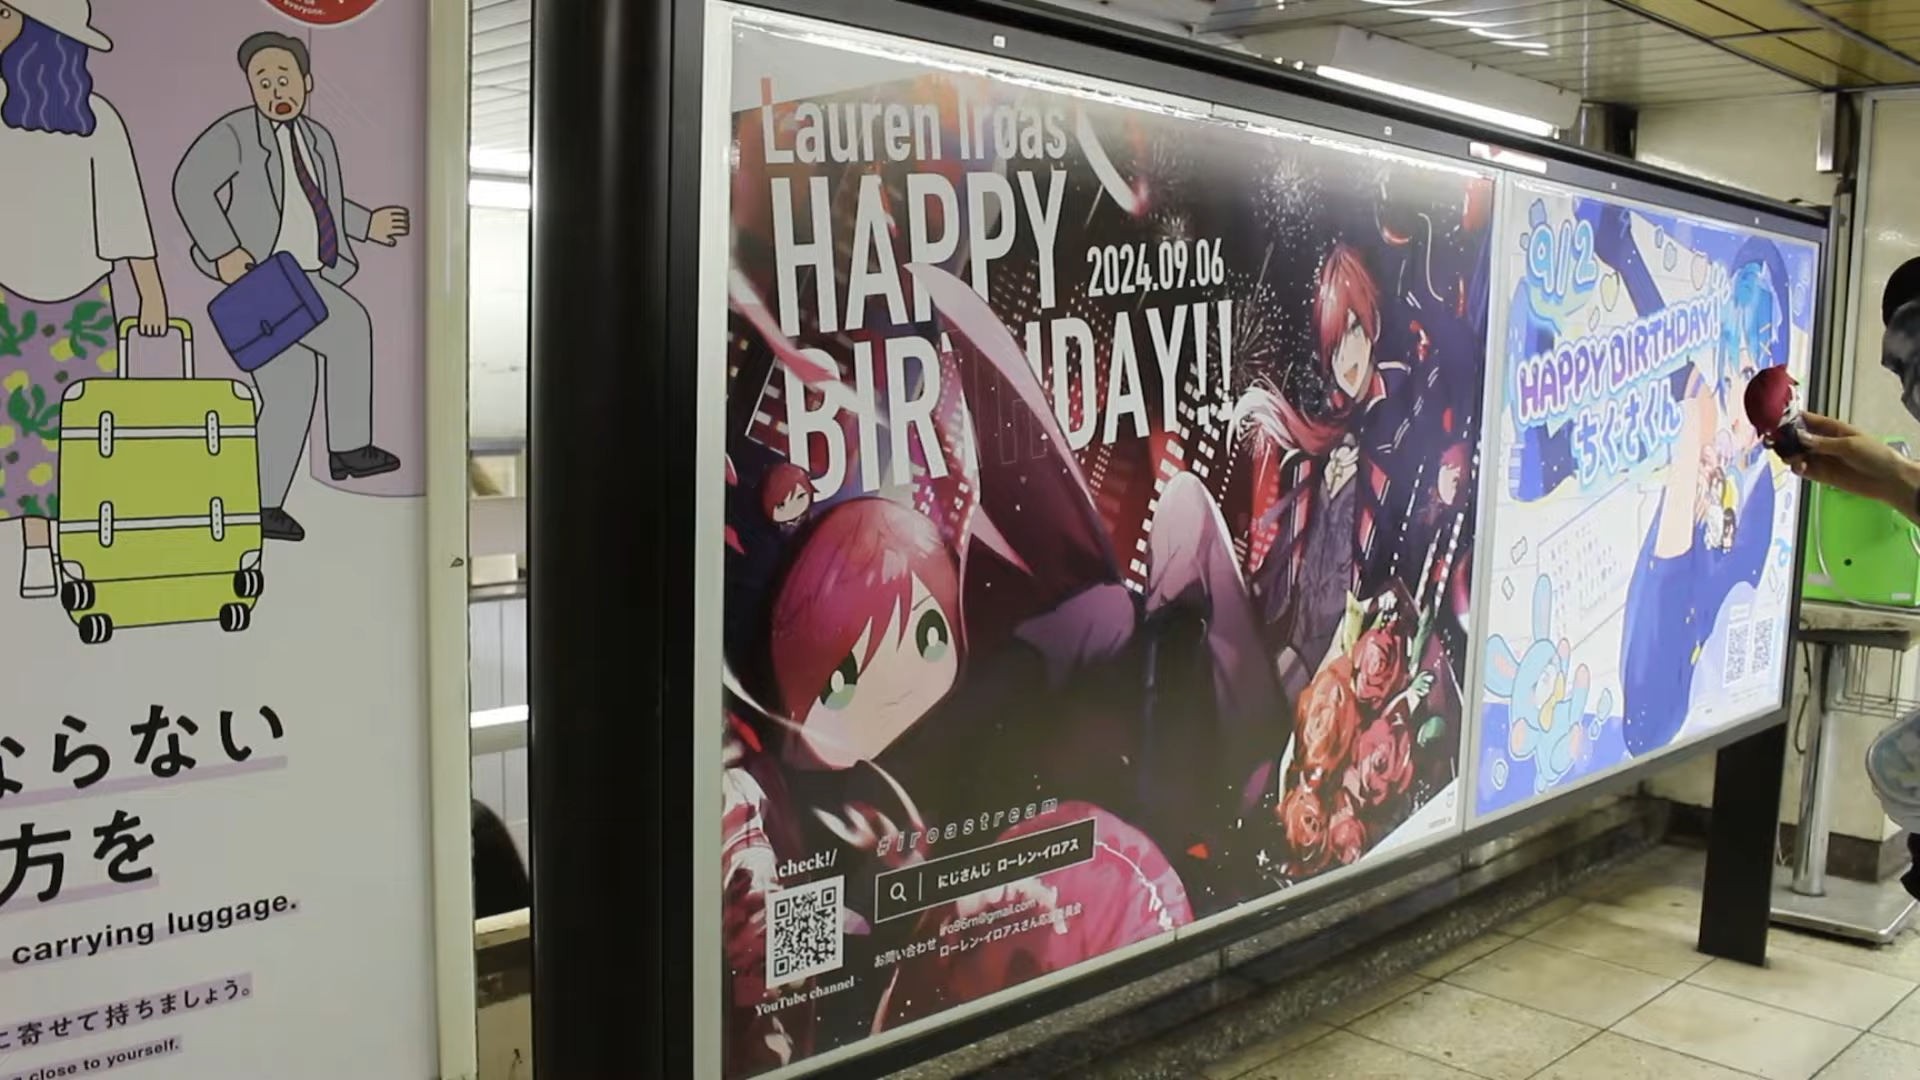 everyone.
ならない
方を
carrying luggage.
に寄せて持ちましょう。
close to yourself.
Lauren Iroas
HAPPY
2024.09.06
BIRTHDAY!!
#iroastream
check!/
にじさんじ ローレン・イロアス
お問い合わせ
ローレン・イロアスさん応援委員会
YouTube channel
9/2
HAPPY BIRTHDAY!!
ちぐさくん